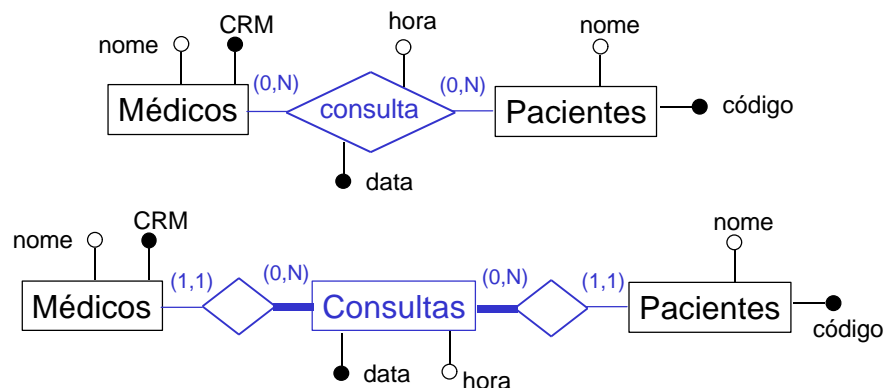 nome CRM hora nome
Médicos (0,N) consulta (0,N) Pacientes código
data
nome CRM nome
Médicos (1,1) (0,N) Consultas (0,N) (1,1) Pacientes
data hora código